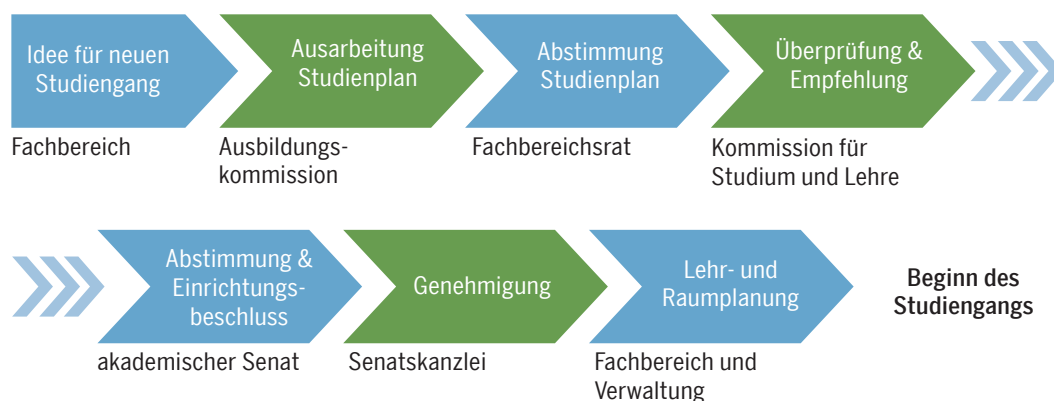 Idee für neuen
Studiengang
Ausarbeitung
Studienplan
Abstimmung
Studienplan
Überprüfung &
Empfehlung
Fachbereich
Ausbildungs-
kommission
Fachbereichsrat
Kommission für
Studium und Lehre
Abstimmung &
Einrichtungs-
beschluss
Genehmigung
Lehr- und
Raumplanung
Beginn des
Studiengangs
akademischer Senat
Senatskanzlei
Fachbereich und
Verwaltung